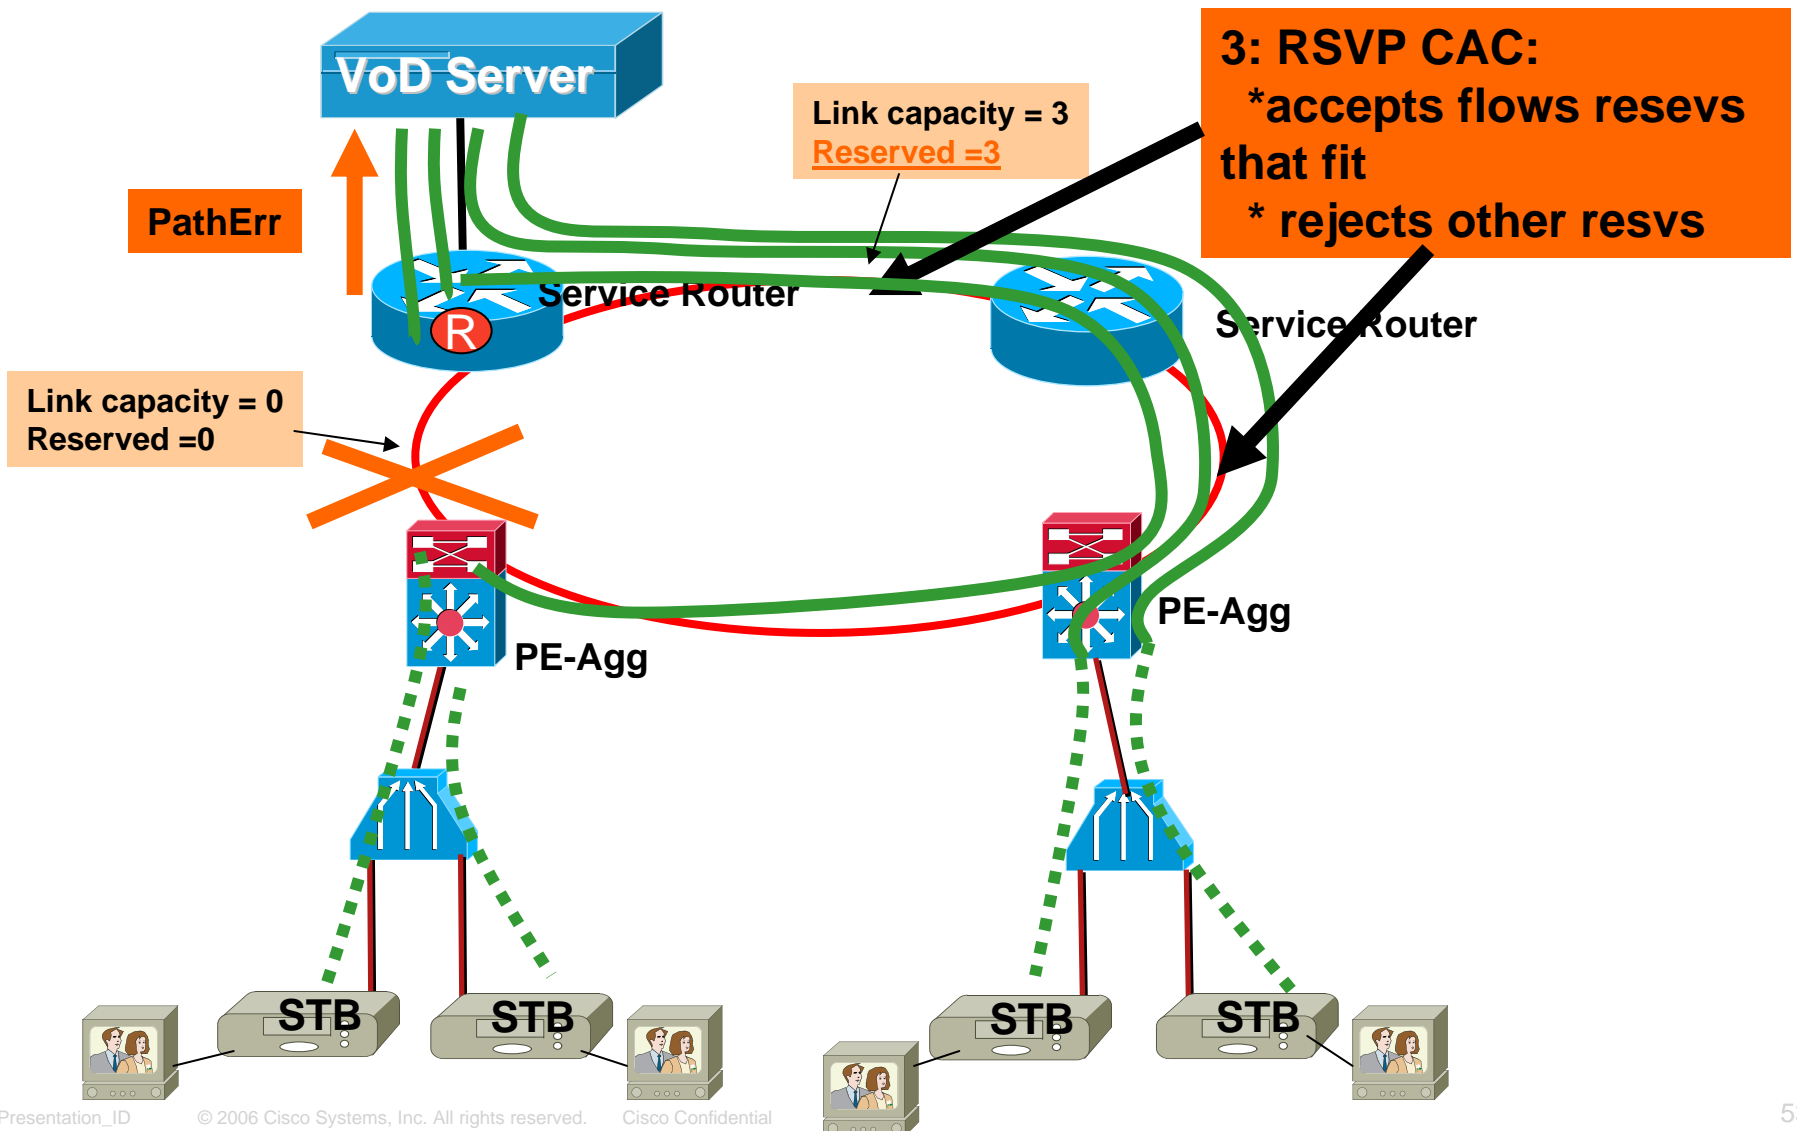 VoD Server
3: RSVP CAC:
*accepts flows resevs
that fit
* rejects other resvs
Link capacity = 3
Reserved =3
PathErr
Service Router
Service Router
R
Link capacity = 0
Reserved =0
PE-Agg
PE-Agg
STB
STB
STB
STB
Presentation_ID
© 2006 Cisco Systems, Inc. All rights reserved.
Cisco Confidential